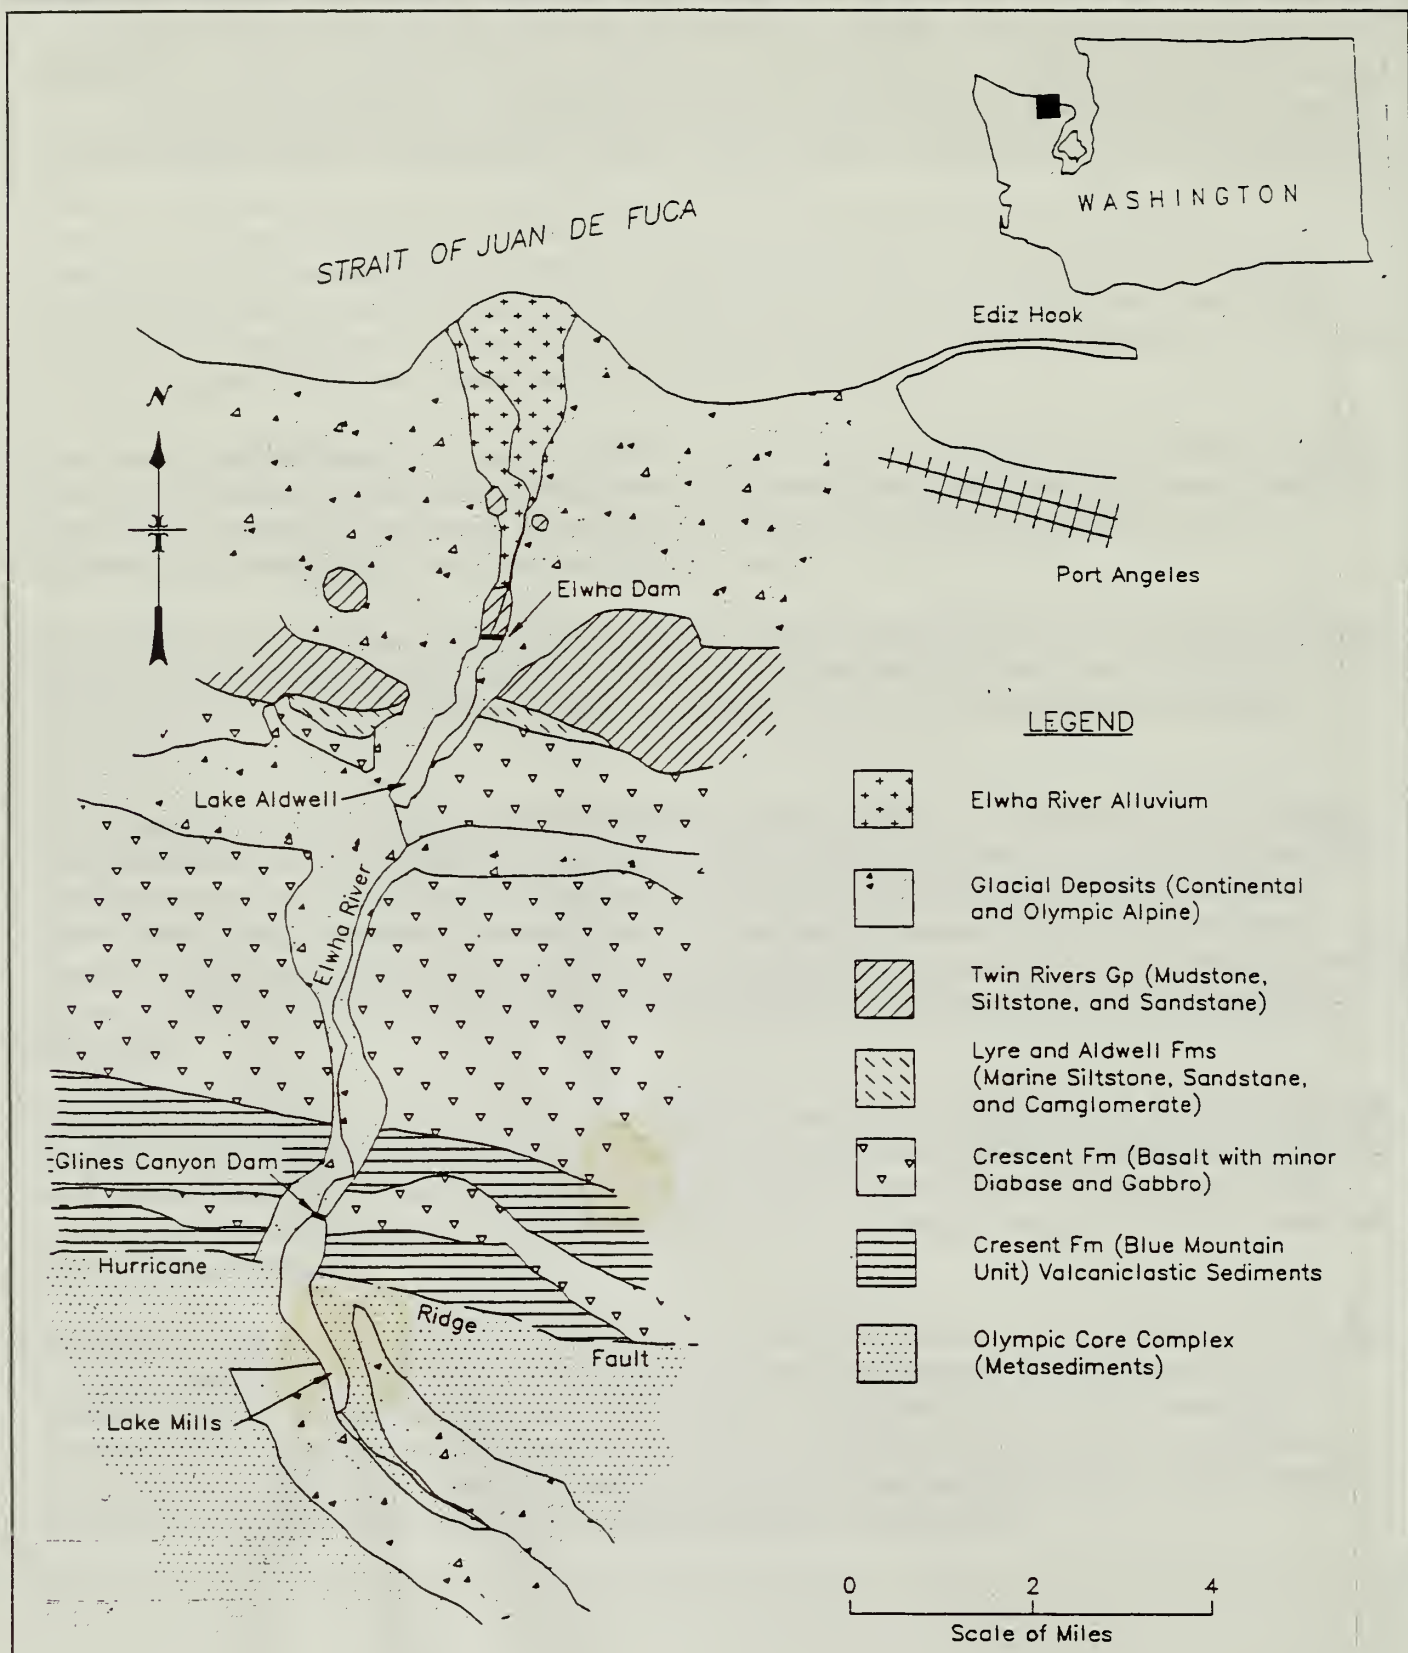 WASHINGTON
STRAIT OF JUAN DE FUCA
Ediz Hook
N
Elwha Dam
Port Angeles
LEGEND
Lake Aldwell
Elwha River Alluvium
Elwha River
Glacial Deposits (Continental
and Olympic Alpine)
Twin Rivers Gp (Mudstone,
Siltstone, and Sandstane)
Lyre and Aldwell Fms
(Marine Siltstone, Sandstane,
and Camglomerate)
Glines Canyon Dam
Crescent Fm (Basalt with minor
Diabase and Gabbro)
Hurricane
Ridge
Fault
Cresent Fm (Blue Mountain
Unit) Valcaniclastic Sediments
Olympic Core Complex
(Metasediments)
Lake Mills
0 2 4
Scale of Miles